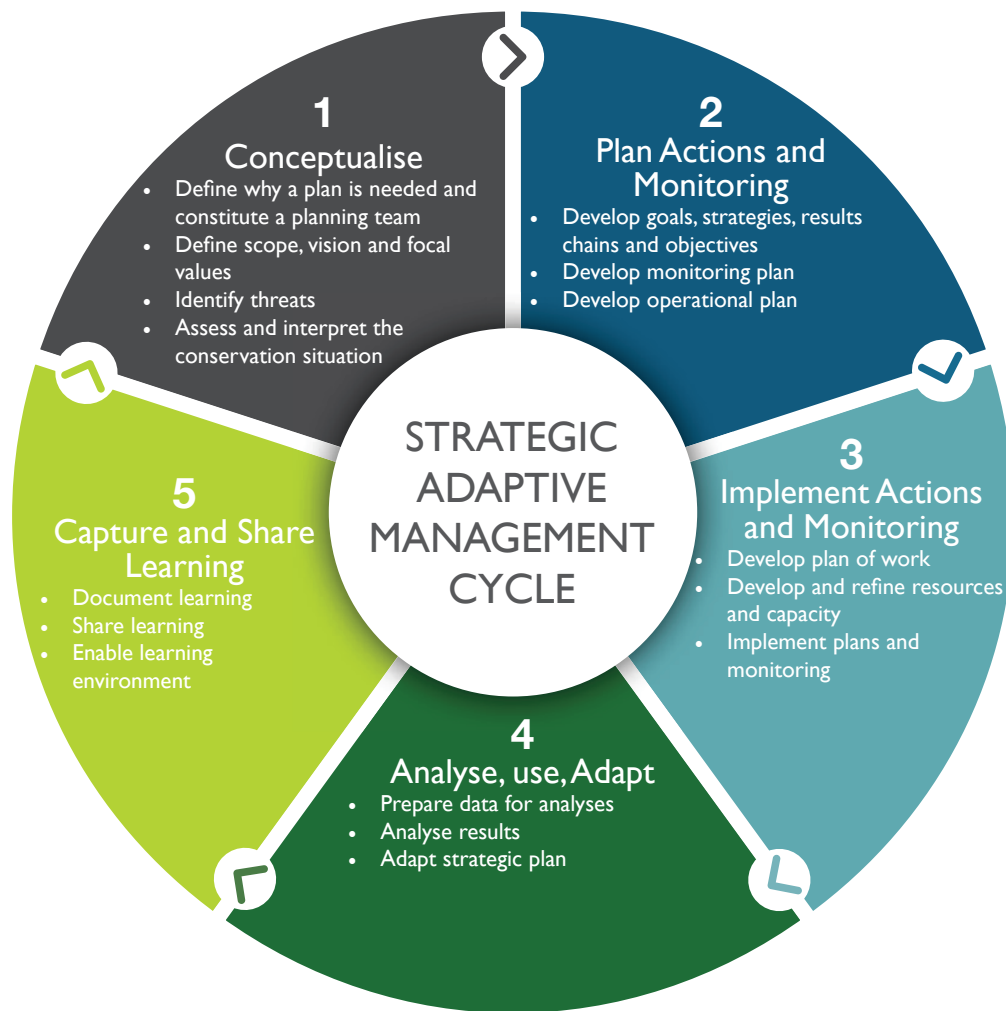 1
Conceptualise
• Define why a plan is needed and
constitute a planning team
• Define scope, vision and focal
values
• Identify threats
• Assess and interpret the
conservation situation
2
Plan Actions and
Monitoring
• Develop goals, strategies, results
chains and objectives
• Develop monitoring plan
• Develop operational plan
3
Implement Actions
and Monitoring
• Develop plan of work
• Develop and refine resources
and capacity
• Implement plans and
monitoring
4
Analyse, use, Adapt
• Prepare data for analyses
• Analyse results
• Adapt strategic plan
5
Capture and Share
Learning
• Document learning
• Share learning
• Enable learning
environment
STRATEGIC
ADAPTIVE
MANAGEMENT
CYCLE